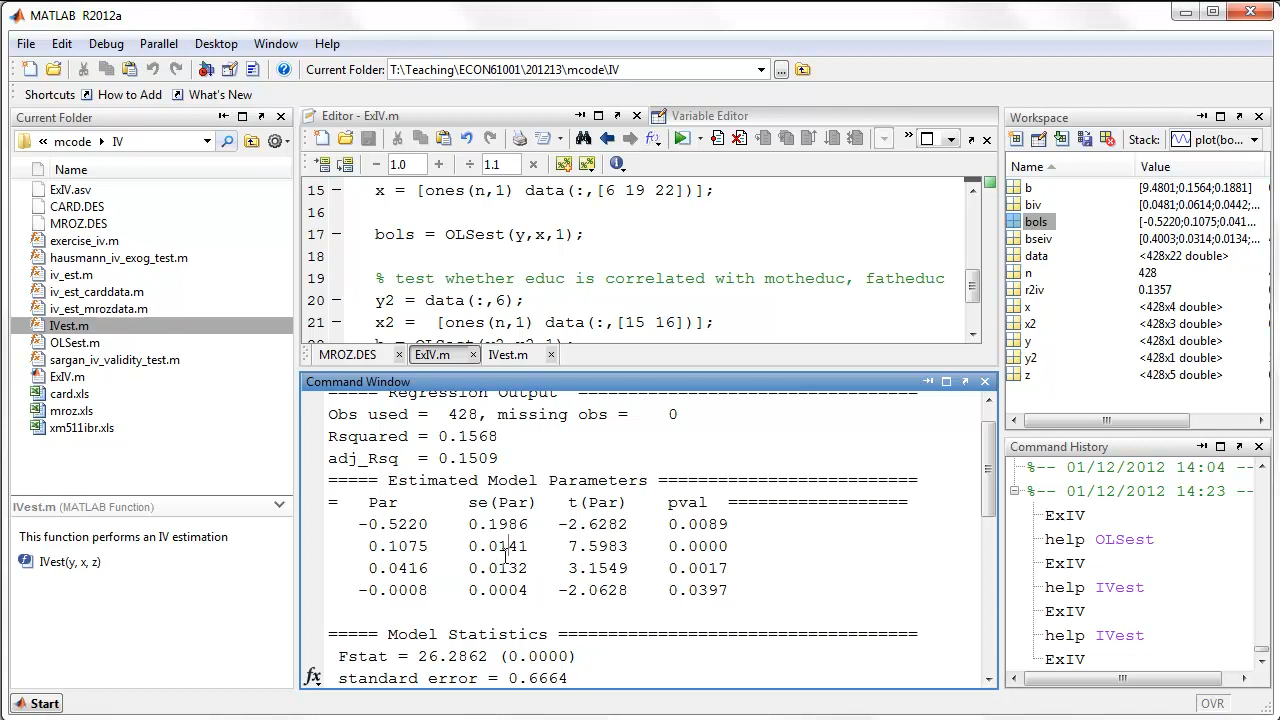 MATLAB R2012a
File Edit Debug Parallel Desktop Window Help
Current Folder: T:\Teaching\ECON61001\201213\mcode\IV
Shortcuts How to Add What's New
Current Folder
« mcode ▸ IV
Name
ExIV.asv
CARD.DES
MROZ.DES
exercise_iv.m
hausmann_iv_exog_test.m
iv_est.m
iv_est_carddata.m
iv_est_mrozdata.m
IVest.m
OLSest.m
sargan_iv_validity_test.m
ExIV.m
card.xls
mroz.xls
xm511ibr.xls
IVest.m (MATLAB Function)
This function performs an IV estimation
IVest(y, x, z)
Start
Editor - ExIV.m Variable Editor
1.0 1.1
15 x = [ones(n,1) data(:,[6 19 22])];
16
17 bols = OLSest(y,x,1);
18
19 % test whether educ is correlated with motheduc, fatheduc
20 y2 = data(:,6);
21 x2 = [ones(n,1) data(:,[15 16])];
MROZ.DES ExIV.m IVest.m
Command Window
===== Regression Output ====================================
Obs used = 428, missing obs = 0
Rsquared = 0.1568
adj_Rsq = 0.1509
===== Estimated Model Parameters ==========================
= Par se(Par) t(Par) pval ==================
-0.5220 0.1986 -2.6282 0.0089
0.1075 0.0141 7.5983 0.0000
0.0416 0.0132 3.1549 0.0017
-0.0008 0.0004 -2.0628 0.0397
===== Model Statistics ====================================
Fstat = 26.2862 (0.0000)
standard error = 0.6664
fx
Workspace
Stack: plot(bo...
Name Value
b [9.4801;0.1564;0.1881]
biv [0.0481;0.0614;0.0442;...
bols [-0.5220;0.1075;0.041...
bseiv [0.4003;0.0314;0.0134;...
data <428x22 double>
n 428
r2iv 0.1357
x <428x4 double>
x2 <428x3 double>
y <428x1 double>
y2 <428x1 double>
z <428x5 double>
Command History
%-- 01/12/2012 14:04 --
%-- 01/12/2012 14:23 --
ExIV
help OLSest
ExIV
help IVest
ExIV
help IVest
ExIV
OVR